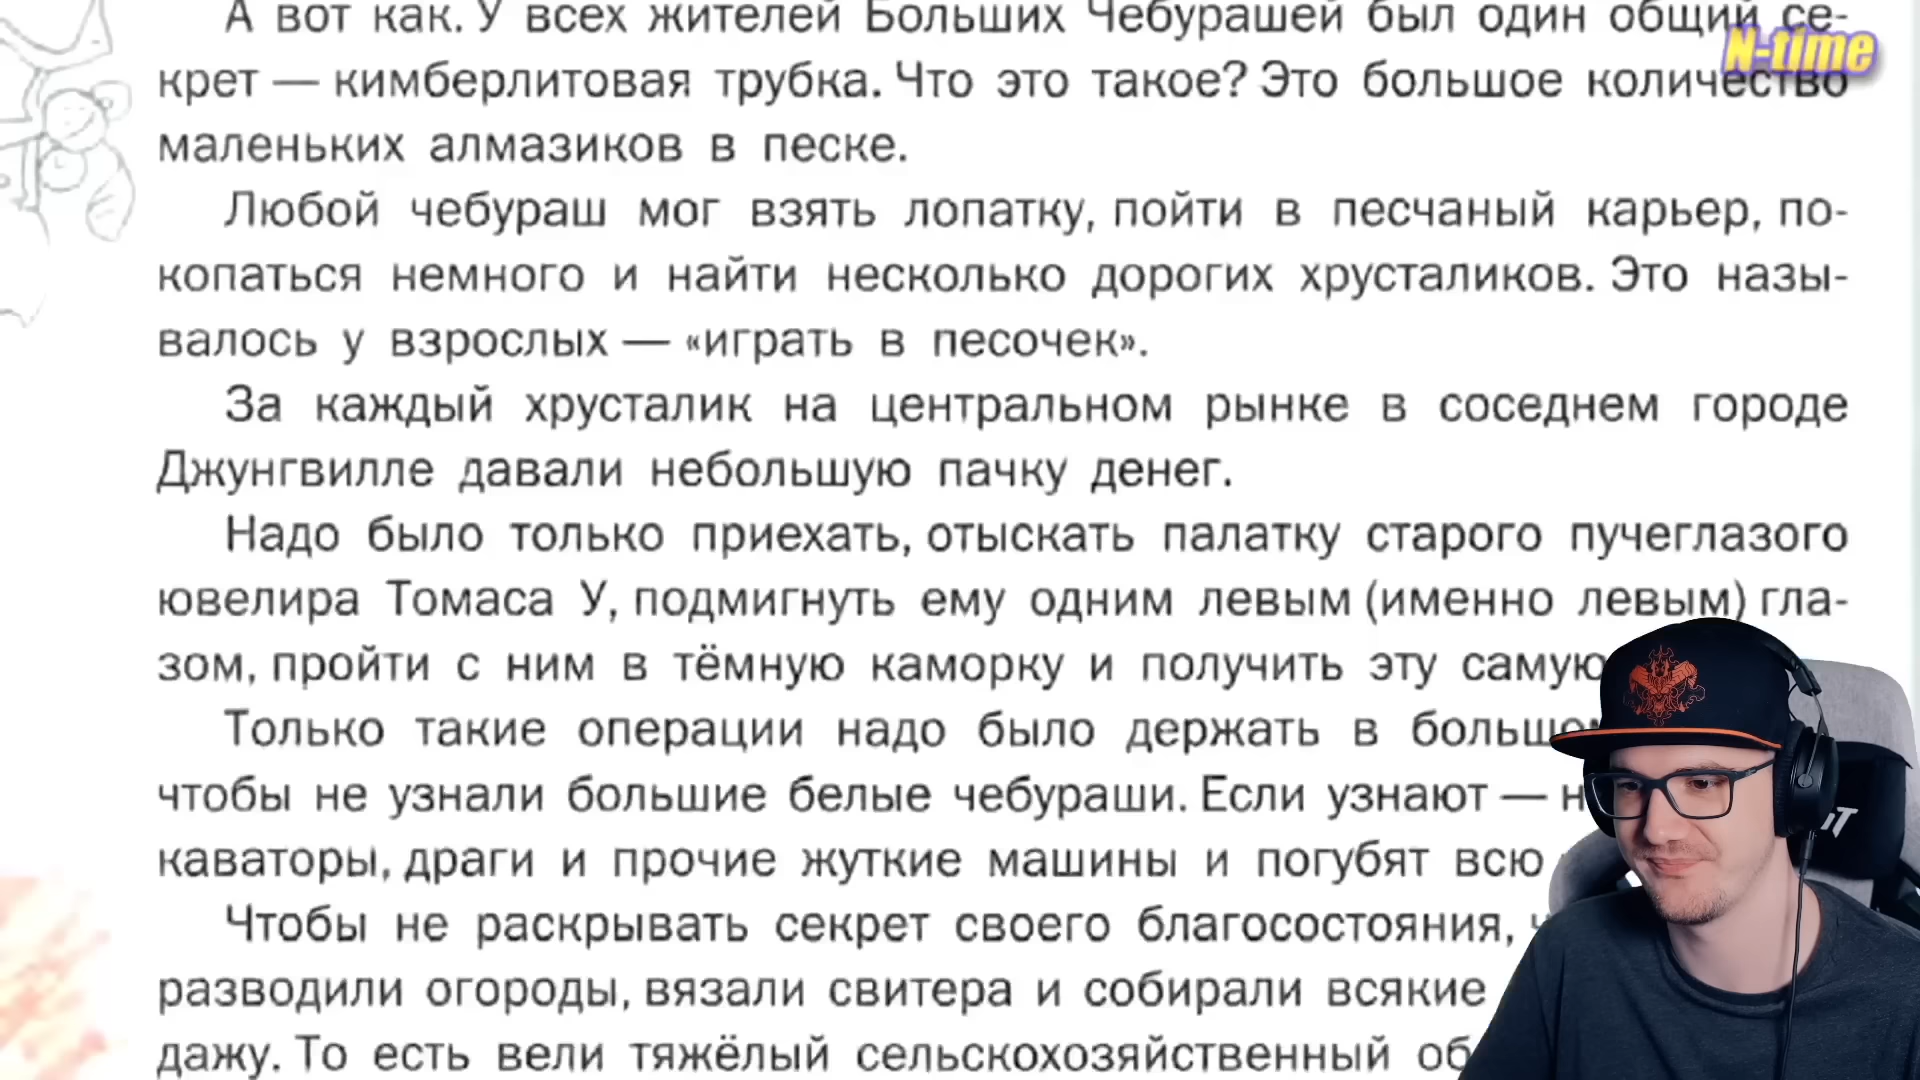 А вот как. У всех жителей Больших Чебурашей был один общий се-
N-time
крет — кимберлитовая трубка. Что это такое? Это большое количество
маленьких алмазиков в песке.
Любой чебураш мог взять лопатку, пойти в песчаный карьер, по-
копаться немного и найти несколько дорогих хрусталиков. Это назы-
валось у взрослых — «играть в песочек».
За каждый хрусталик на центральном рынке в соседнем городе
Джунгвилле давали небольшую пачку денег.
Надо было только приехать, отыскать палатку старого пучеглазого
ювелира Томаса У, подмигнуть ему одним левым (именно левым) гла-
зом, пройти с ним в тёмную каморку и получить эту самую
Только такие операции надо было держать в
чтобы не узнали большие белые чебураши. Если узнают —
каваторы, драги и прочие жуткие машины и погубят всю
Чтобы не раскрывать секрет своего благосостояния,
разводили огороды, вязали свитера и собирали всякие
дажу. То есть вели тяжёлый сельскохозяйственный